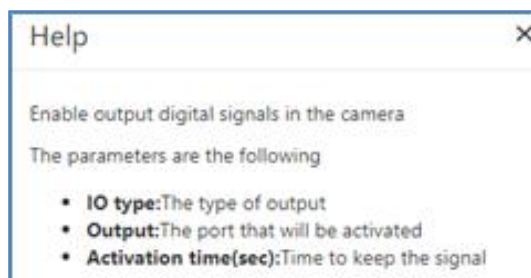 Help
Enable output digital signals in the camera
The parameters are the following
• IO type:The type of output
• Output:The port that will be activated
• Activation time(sec):Time to keep the signal